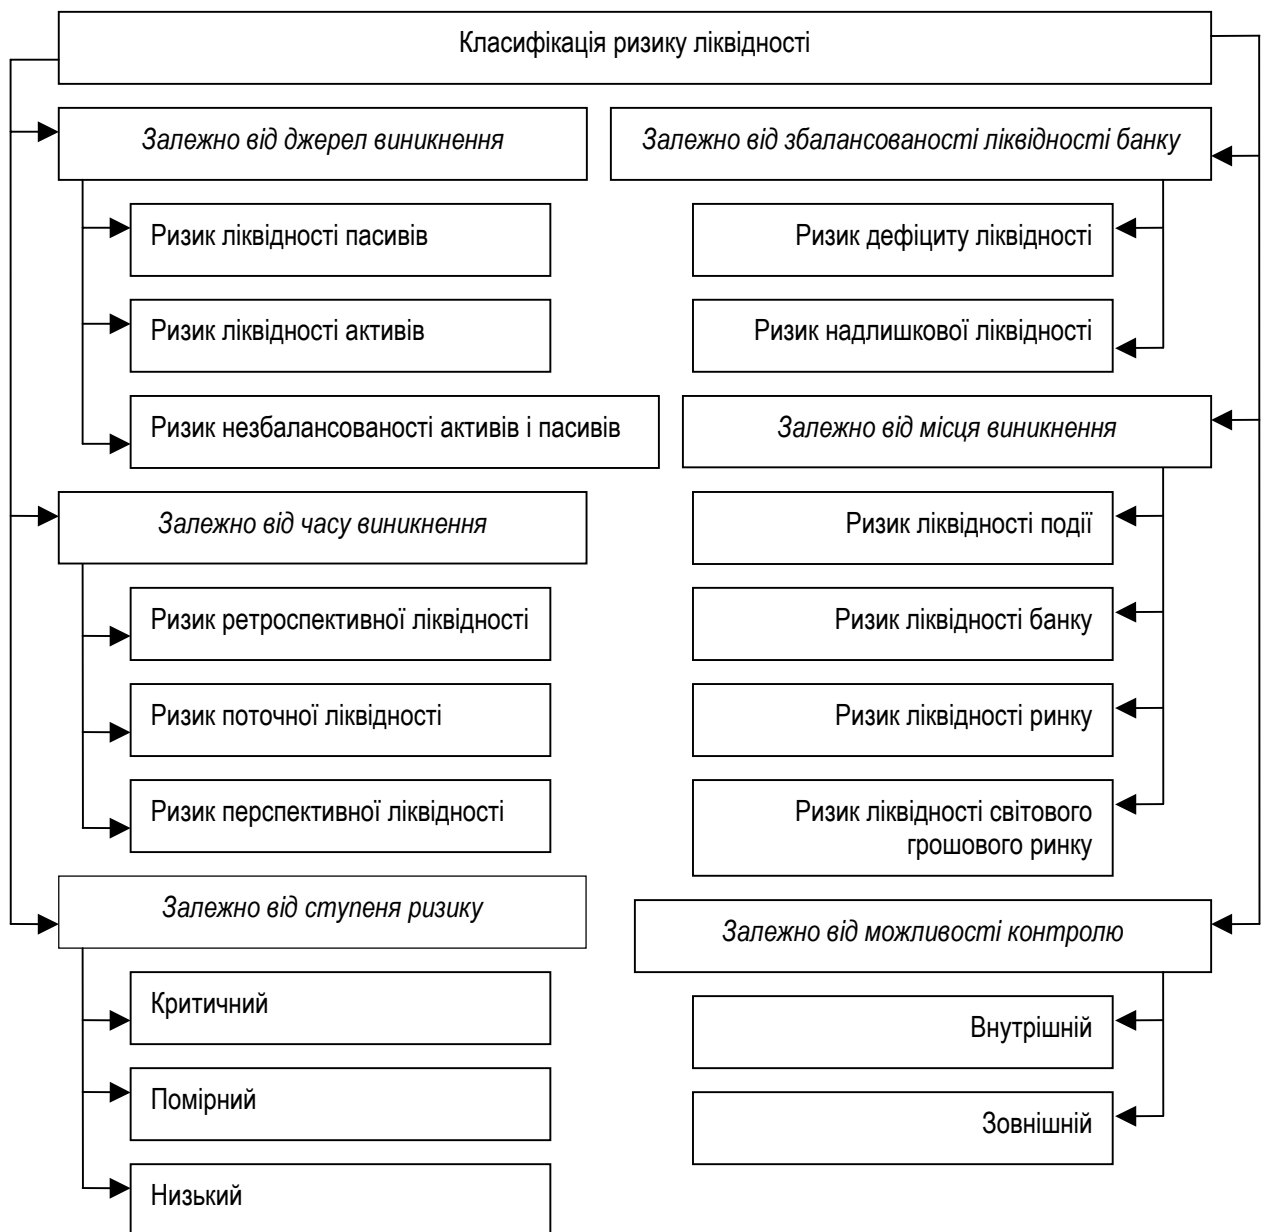 Класифікація ризику ліквідності
Залежно від джерел виникнення
Ризик ліквідності пасивів
Ризик ліквідності активів
Ризик незбалансованості активів і пасивів
Залежно від часу виникнення
Ризик ретроспективної ліквідності
Ризик поточної ліквідності
Ризик перспективної ліквідності
Залежно від ступеня ризику
Критичний
Помірний
Низький
Залежно від збалансованості ліквідності банку
Ризик дефіциту ліквідності
Ризик надлишкової ліквідності
Залежно від місця виникнення
Ризик ліквідності події
Ризик ліквідності банку
Ризик ліквідності ринку
Ризик ліквідності світового
грошового ринку
Залежно від можливості контролю
Внутрішній
Зовнішній